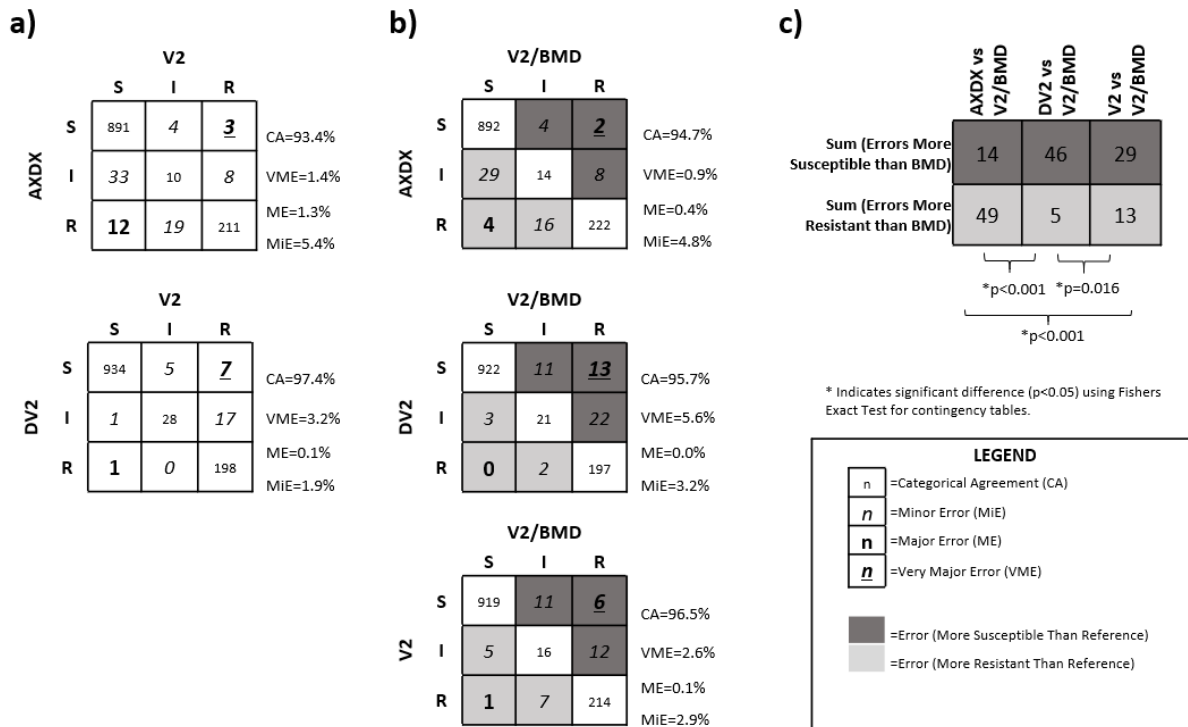 a)
V2
S I R
AXDX
S 891 4 3
I 33 10 8
R 12 19 211
CA=93.4%
VME=1.4%
ME=1.3%
MiE=5.4%
V2
S I R
DV2
S 934 5 7
I 1 28 17
R 1 0 198
CA=97.4%
VME=3.2%
ME=0.1%
MiE=1.9%
b)
V2/BMD
S I R
AXDX
S 892 4 2
I 29 14 8
R 4 16 222
CA=94.7%
VME=0.9%
ME=0.4%
MiE=4.8%
V2/BMD
S I R
DV2
S 922 11 13
I 3 21 22
R 0 2 197
CA=95.7%
VME=5.6%
ME=0.0%
MiE=3.2%
V2/BMD
S I R
V2
S 919 11 6
I 5 16 12
R 1 7 214
CA=96.5%
VME=2.6%
ME=0.1%
MiE=2.9%
c)
AXDX vs
V2/BMD
DV2 vs
V2/BMD
V2 vs
V2/BMD
Sum (Errors More
Susceptible than BMD)
14 46 29
Sum (Errors More
Resistant than BMD)
49 5 13
*p<0.001 *p=0.016
*p<0.001
* Indicates significant difference (p<0.05) using Fishers
Exact Test for contingency tables.
LEGEND
n =Categorical Agreement (CA)
n =Minor Error (MiE)
n =Major Error (ME)
n =Very Major Error (VME)
=Error (More Susceptible Than Reference)
=Error (More Resistant Than Reference)